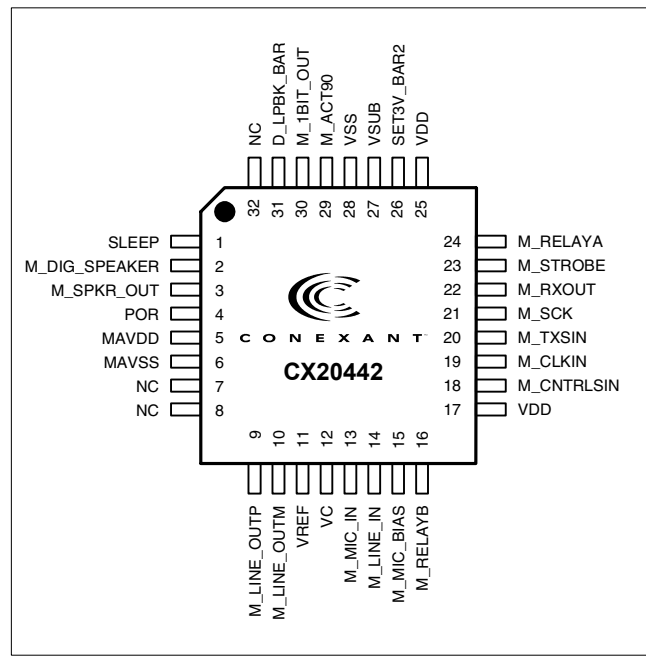 NC
D_LPBK_BAR
M_1BIT_OUT
M_ACT90
VSS
VSUB
SET3V_BAR2
VDD
32 31 30 29 28 27 26 25
SLEEP 1
M_DIG_SPEAKER 2
M_SPKR_OUT 3
POR 4
MAVDD 5
MAVSS 6
NC 7
NC 8
CONEXANT™
CX20442
24 M_RELAYA
23 M_STROBE
22 M_RXOUT
21 M_SCK
20 M_TXSIN
19 M_CLKIN
18 M_CNTRLSIN
17 VDD
9 10 11 12 13 14 15 16
M_LINE_OUTP
M_LINE_OUTM
VREF
VC
M_MIC_IN
M_LINE_IN
M_MIC_BIAS
M_RELAYB